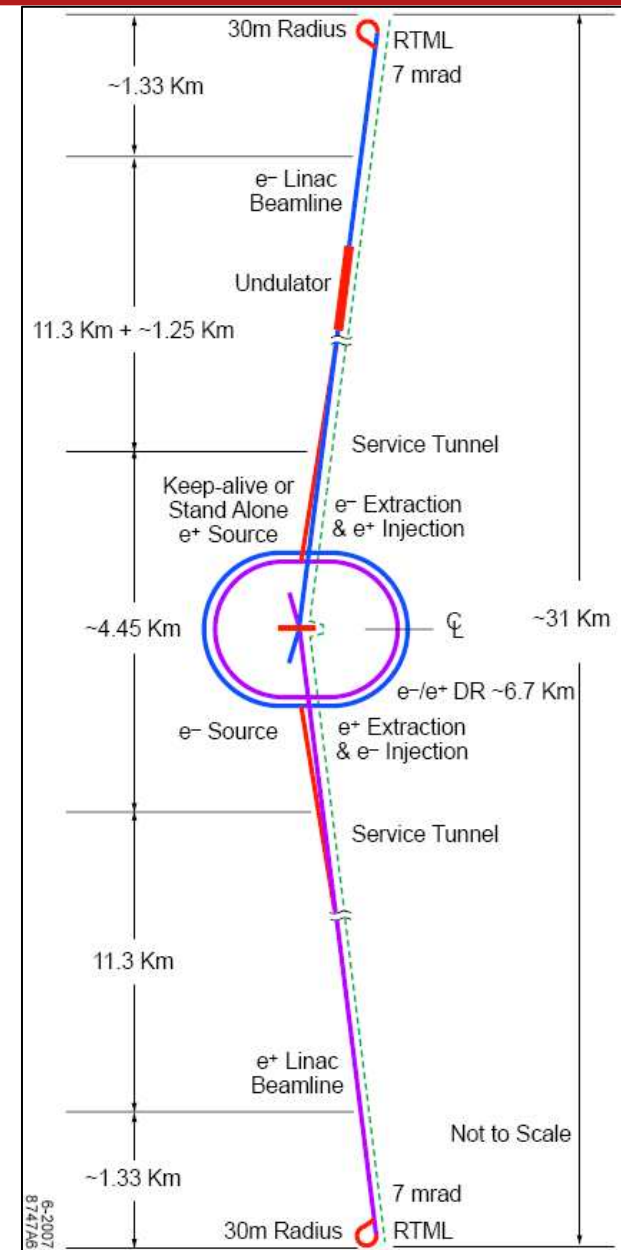 30m Radius
RTML
7 mrad
~1.33 Km
e– Linac
Beamline
Undulator
11.3 Km + ~1.25 Km
Service Tunnel
Keep-alive or
Stand Alone
e+ Source
e– Extraction
& e+ Injection
~4.45 Km
℄
~31 Km
e–/e+ DR ~6.7 Km
e– Source
e+ Extraction
& e– Injection
Service Tunnel
11.3 Km
e+ Linac
Beamline
Not to Scale
~1.33 Km
7 mrad
30m Radius
RTML
6-2007
8747A6